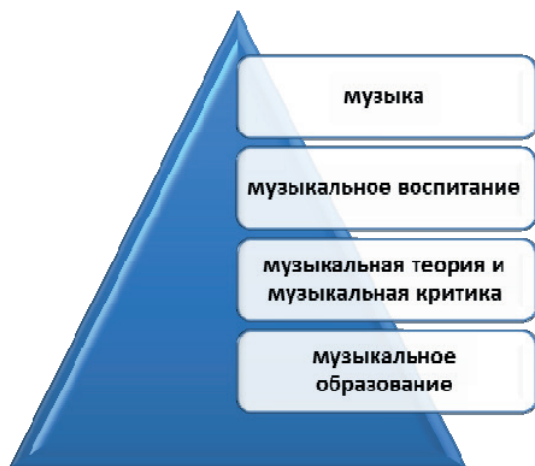 музыка
музыкальное воспитание
музыкальная теория и
музыкальная критика
музыкальное
образование